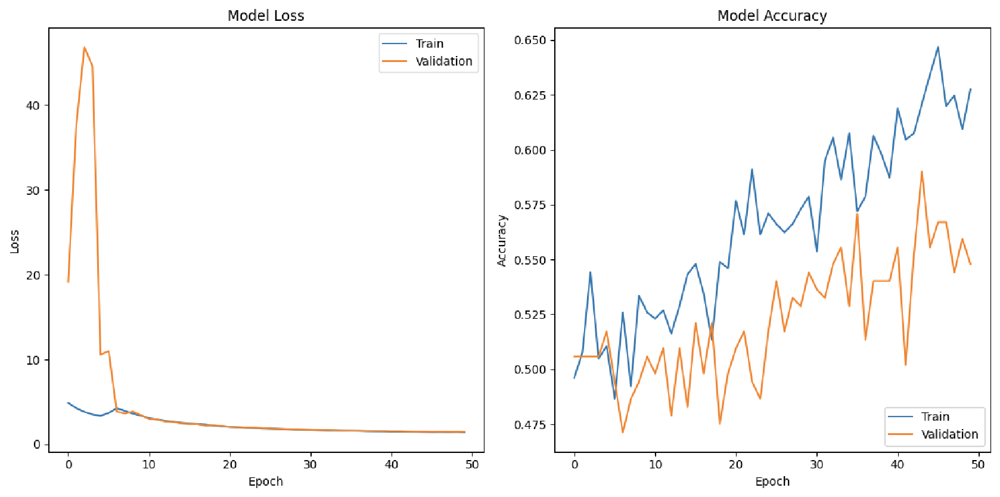 Model Loss
Train
Validation
40
30
20
10
0
Loss
0 10 20 30 40 50
Epoch
Model Accuracy
0.650
0.625
0.600
0.575
0.550
0.525
0.500
0.475
Accuracy
Train
Validation
0 10 20 30 40 50
Epoch